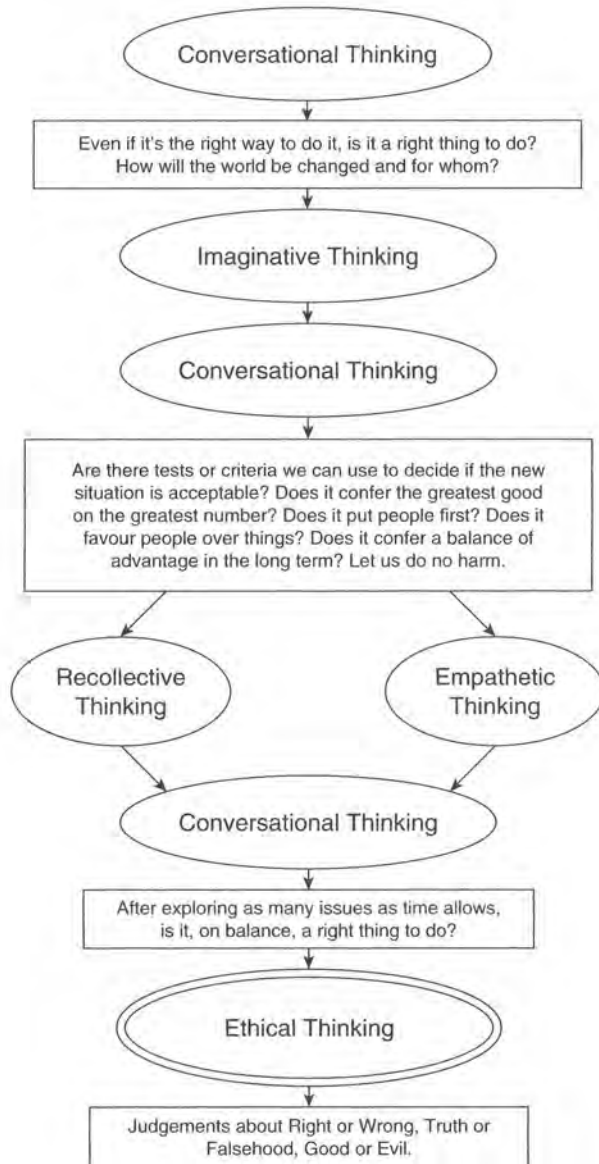 Conversational Thinking
Even if it's the right way to do it, is it a right thing to do?
How will the world be changed and for whom?
Imaginative Thinking
Conversational Thinking
Are there tests or criteria we can use to decide if the new
situation is acceptable? Does it confer the greatest good
on the greatest number? Does it put people first? Does it
favour people over things? Does it confer a balance of
advantage in the long term? Let us do no harm.
Recollective
Thinking
Empathetic
Thinking
Conversational Thinking
After exploring as many issues as time allows,
is it, on balance, a right thing to do?
Ethical Thinking
Judgements about Right or Wrong, Truth or
Falsehood, Good or Evil.